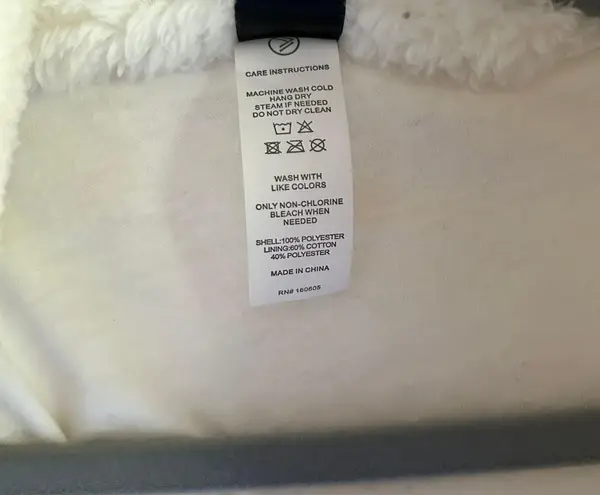 CARE INSTRUCTIONS
MACHINE WASH COLD
HANG DRY
STEAM IF NEEDED
DO NOT DRY CLEAN
WASH WITH
LIKE COLORS
ONLY NON-CHLORINE
BLEACH WHEN
NEEDED
SHELL:100% POLYESTER
LINING:60% COTTON
40% POLYESTER
MADE IN CHINA
RN# 160605